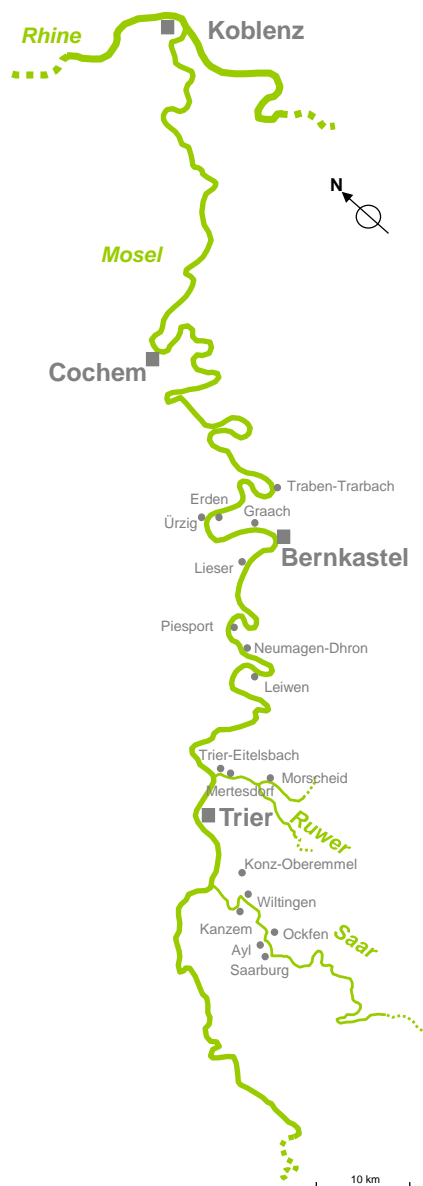 Rhine
Koblenz
N
Mosel
Cochem
Traben-Trarbach
Erden
Graach
Ürzig
Bernkastel
Lieser
Piesport
Neumagen-Dhron
Leiwen
Trier-Eitelsbach
Morscheid
Mertesdorf
Trier
Ruwer
Konz-Oberemmel
Wiltingen
Kanzem
Ockfen
Saar
Ayl
Saarburg
10 km